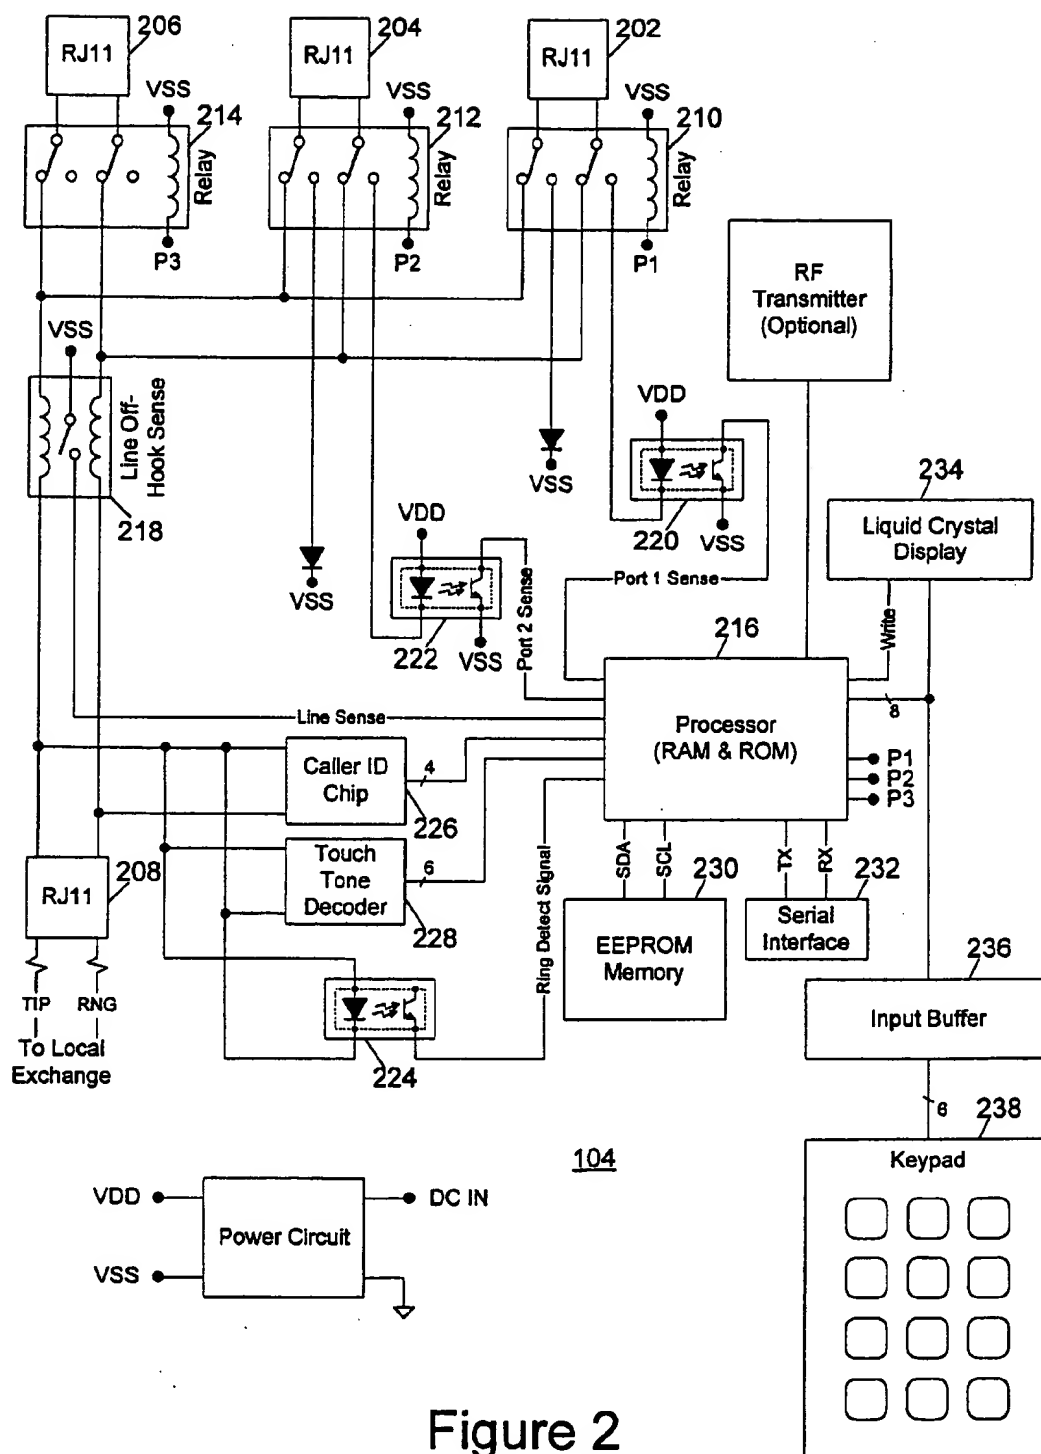 206
204
202
RJ11
RJ11
RJ11
VSS
VSS
VSS
214
212
210
Relay
Relay
Relay
P3
P2
P1
RF
Transmitter
(Optional)
VSS
Line Off-
Hook Sense
218
VDD
VSS
220
VSS
234
Liquid Crystal
Display
VDD
VSS
222
VSS
Port 1 Sense
Port 2 Sense
Write
216
Processor
(RAM & ROM)
8
Line Sense
P1
P2
P3
Caller ID
Chip
4
226
Touch
Tone
Decoder
6
228
Ring Detect Signal
SDA
SCL
TX
RX
208
RJ11
230
EEPROM
Memory
232
Serial
Interface
TIP
RNG
To Local
Exchange
224
236
Input Buffer
6
238
Keypad
104
VDD
DC IN
Power Circuit
VSS
Figure 2